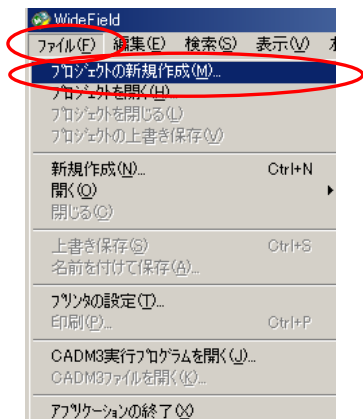 WideField
ファイル(F) 編集(E) 検索(S) 表示(V)
プロジェクトの新規作成(M)...
プロジェクトを開く(H)...
プロジェクトを閉じる(L)
プロジェクトの上書き保存(V)
新規作成(N)... Ctrl+N
開く(O)
閉じる(C)
上書き保存(S) Ctrl+S
名前を付けて保存(A)...
プリンタの設定(T)...
印刷(P)... Ctrl+P
CADM3実行プログラムを開く(J)...
CADM3ファイルを開く(K)...
アプリケーションの終了(X)